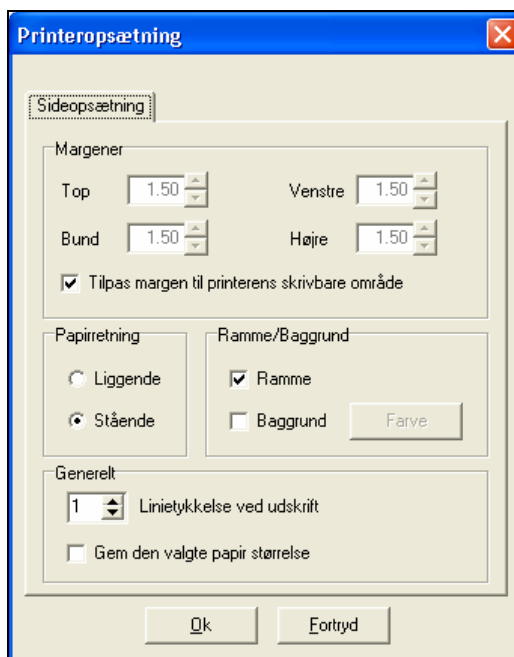 Printeropsætning
Sideopsætning
Margener
Top 1.50 Venstre 1.50
Bund 1.50 Højre 1.50
Tilpas margen til printerens skrivbare område
Papirretning
Liggende
Stående
Ramme/Baggrund
Ramme
Baggrund Farve
Generelt
1 Linietykkelse ved udskrift
Gem den valgte papir størrelse
Ok Fortryd